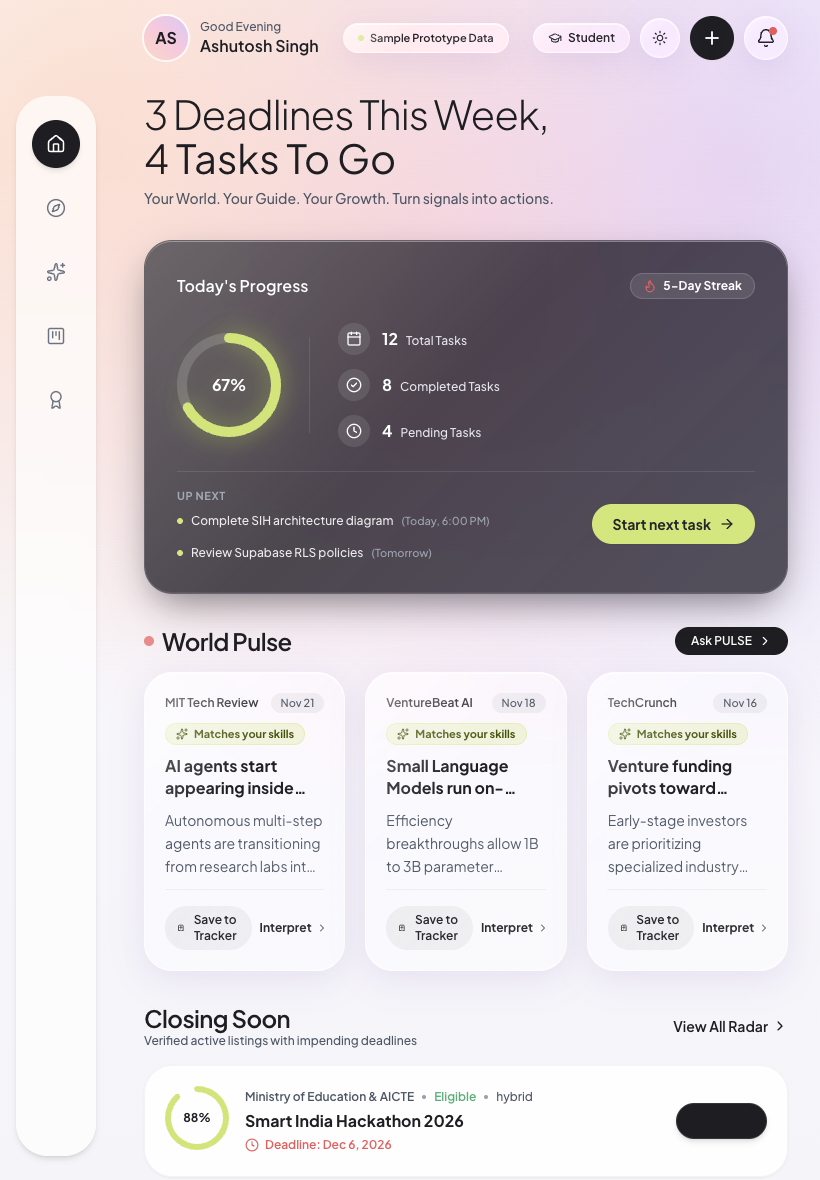 AS
Good Evening
Ashutosh Singh
Sample Prototype Data
Student
3 Deadlines This Week,
4 Tasks To Go
Your World. Your Guide. Your Growth. Turn signals into actions.
Today's Progress
5-Day Streak
67%
12 Total Tasks
8 Completed Tasks
4 Pending Tasks
UP NEXT
Complete SIH architecture diagram (Today, 6:00 PM)
Review Supabase RLS policies (Tomorrow)
Start next task
World Pulse
Ask PULSE
MIT Tech Review Nov 21
Matches your skills
AI agents start
appearing inside…
Autonomous multi-step
agents are transitioning
from research labs int…
Save to
Tracker
Interpret
VentureBeat AI Nov 18
Matches your skills
Small Language
Models run on-…
Efficiency
breakthroughs allow 1B
to 3B parameter…
Save to
Tracker
Interpret
TechCrunch Nov 16
Matches your skills
Venture funding
pivots toward…
Early-stage investors
are prioritizing
specialized industry…
Save to
Tracker
Interpret
Closing Soon
Verified active listings with impending deadlines
View All Radar
88%
Ministry of Education & AICTE • Eligible • hybrid
Smart India Hackathon 2026
Deadline: Dec 6, 2026